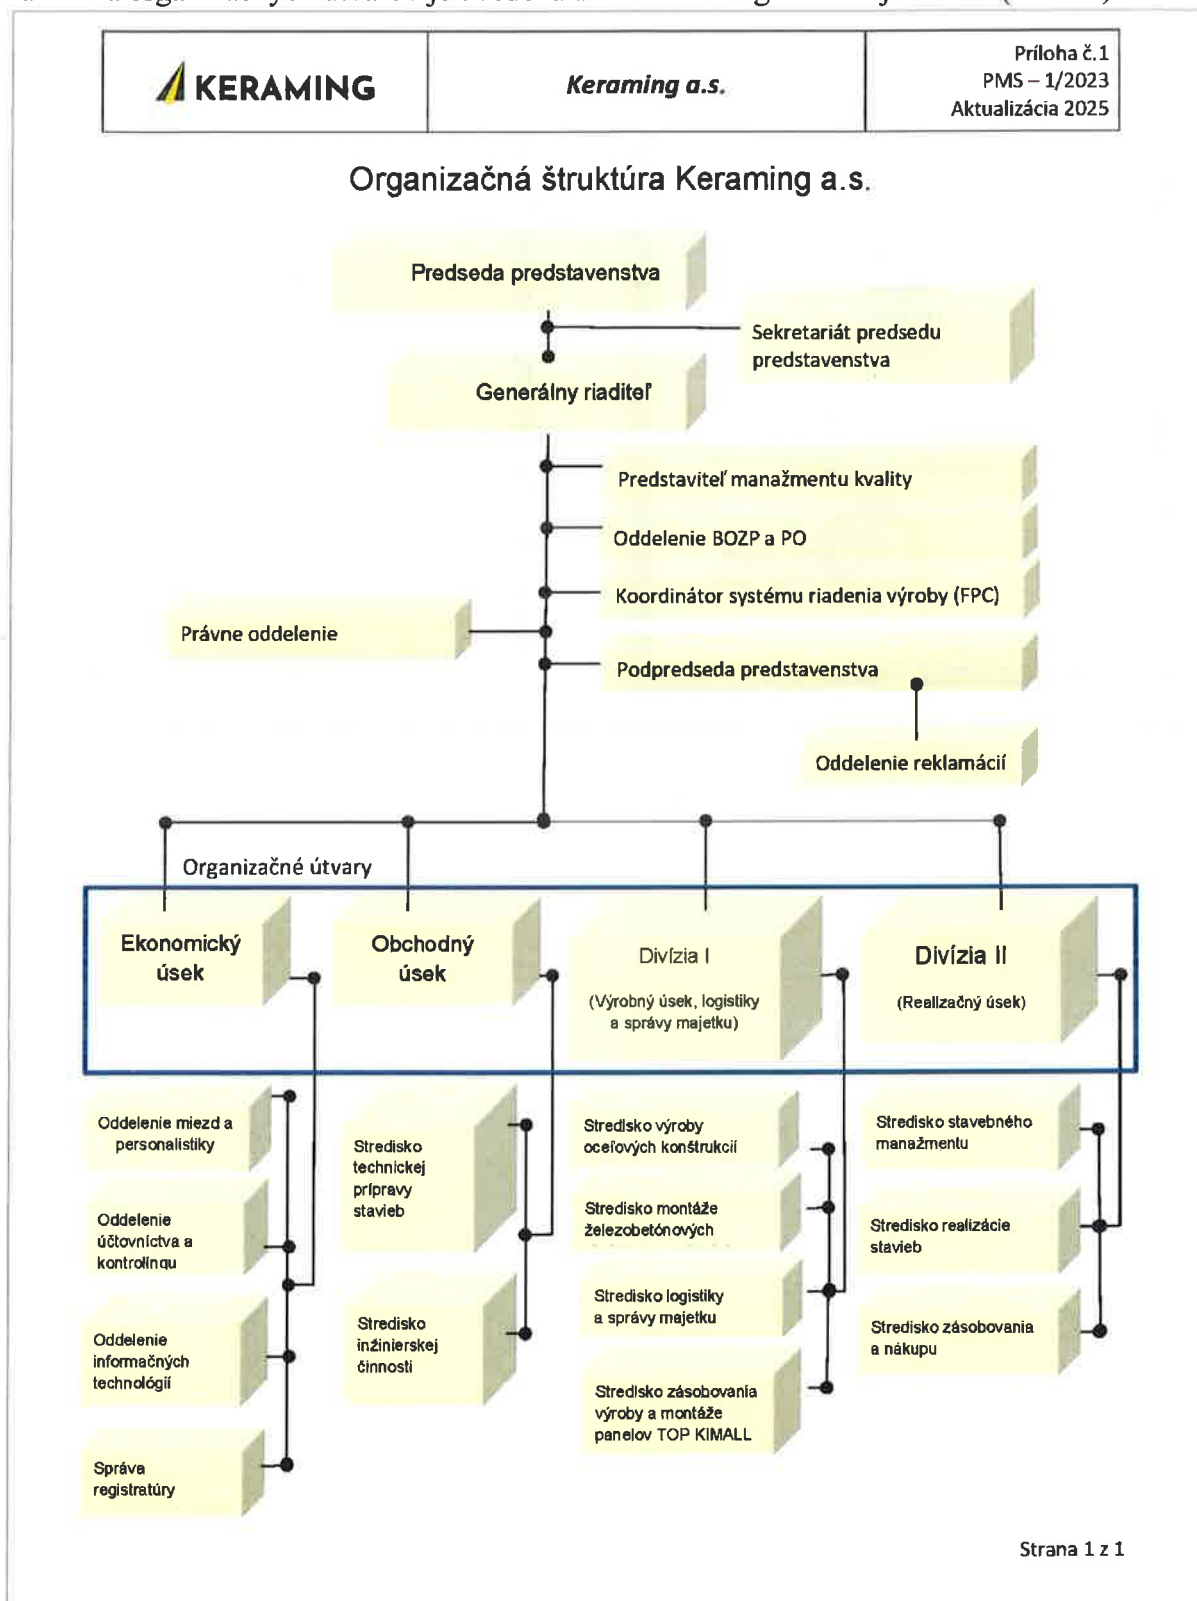 KERAMING
Keraming a.s.
Príloha č.1
PMS – 1/2023
Aktualizácia 2025
Organizačná štruktúra Keraming a.s.
Predseda predstavenstva
Sekretariát predsedu
predstavenstva
Generálny riaditeľ
Predstaviteľ manažmentu kvality
Oddelenie BOZP a PO
Koordinátor systému riadenia výroby (FPC)
Právne oddelenie
Podpredseda predstavenstva
Oddelenie reklamácií
Organizačné útvary
Ekonomický
úsek
Obchodný
úsek
Divízia I
(Výrobný úsek, logistiky
a správy majetku)
Divízia II
(Realizačný úsek)
Oddelenie miezd a
personalistiky
Oddelenie
účtovníctva a
kontrolingu
Oddelenie
informačných
technológií
Správa
registratúry
Stredisko
technickej
prípravy
stavieb
Stredisko
inžinierskej
činnosti
Stredisko výroby
oceľových konštrukcií
Stredisko montáže
železobetónových
Stredisko logistiky
a správy majetku
Stredisko zásobovania
výroby a montáže
panelov TOP KIMALL
Stredisko stavebného
manažmentu
Stredisko realizácie
stavieb
Stredisko zásobovania
a nákupu
Strana 1 z 1